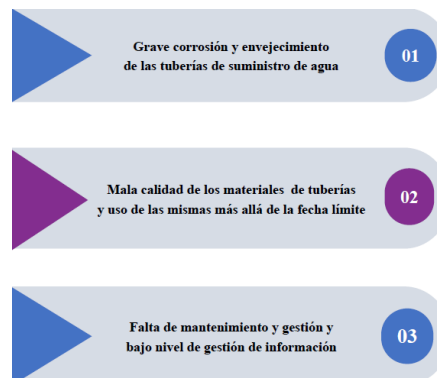 Grave corrosión y envejecimiento
de las tuberías de suministro de agua
01
Mala calidad de los materiales de tuberías
y uso de las mismas más allá de la fecha límite
02
Falta de mantenimiento y gestión y
bajo nivel de gestión de información
03